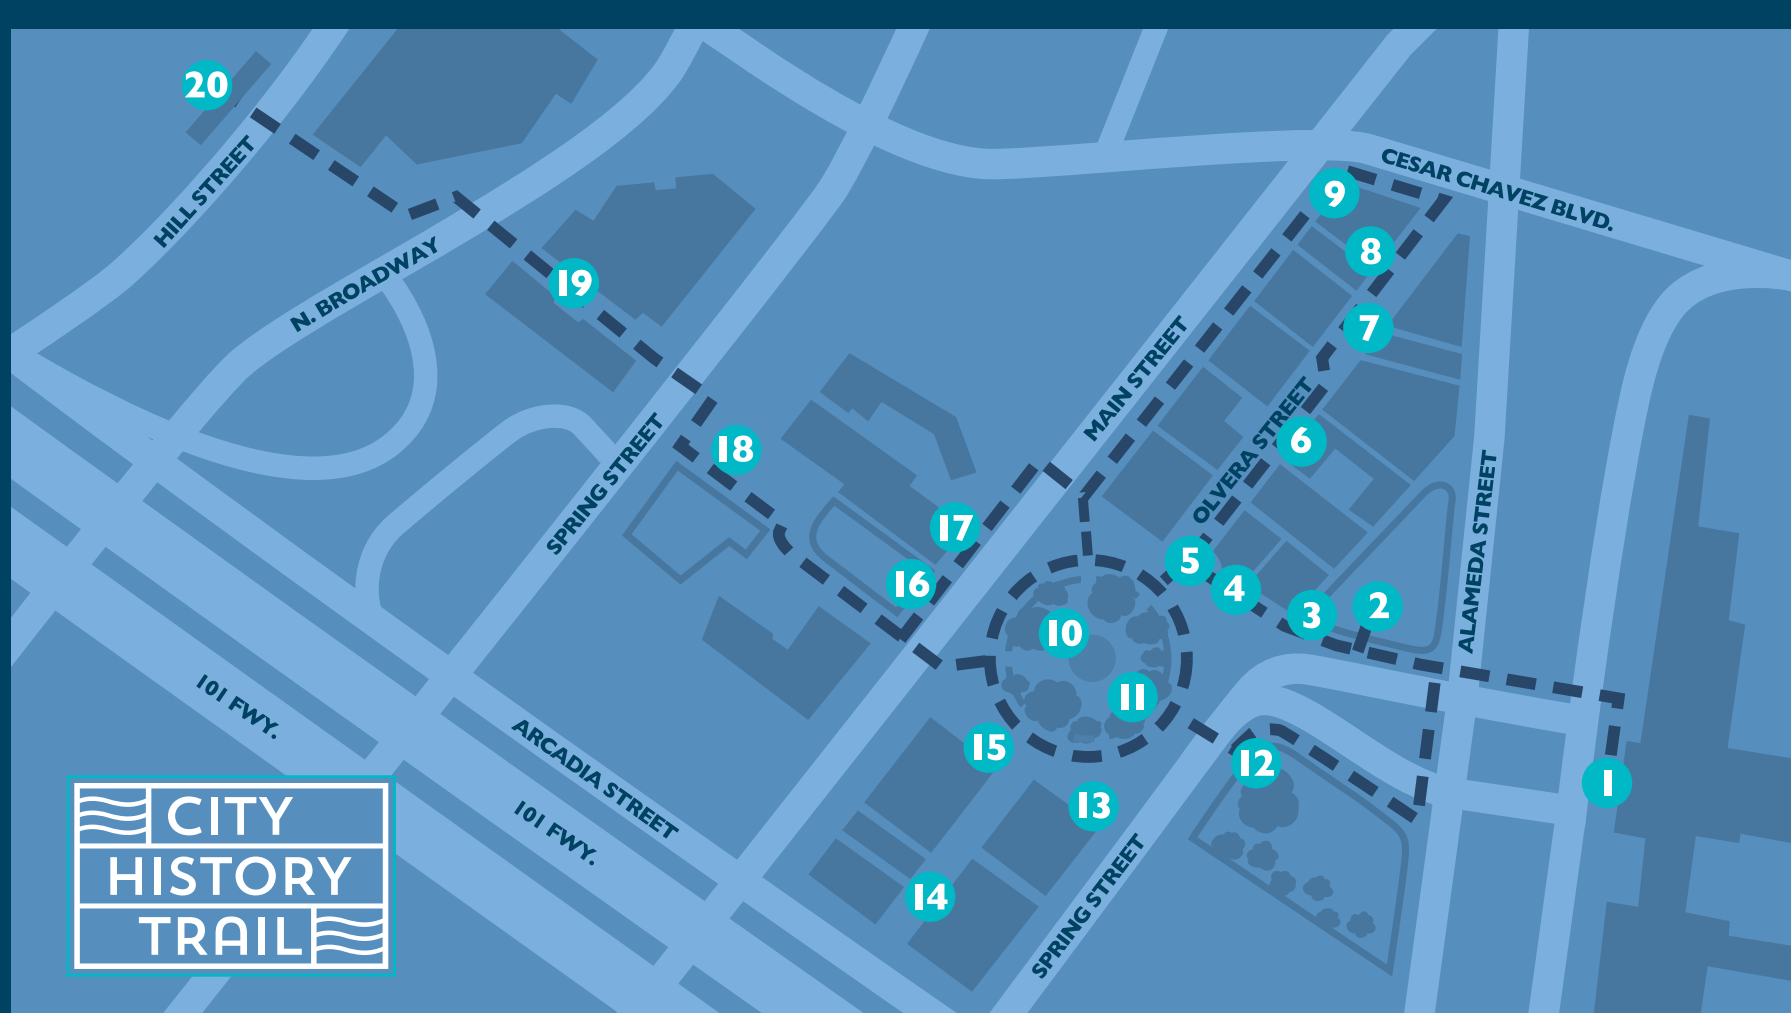 20
HILL STREET
N. BROADWAY
19
CESAR CHAVEZ BLVD.
9
8
7
MAIN STREET
OLVERA STREET
6
18
SPRING STREET
17
16
5
4
3
2
ALAMEDA STREET
10
11
1
101 FWY.
ARCADIA STREET
101 FWY.
15
12
13
14
SPRING STREET
CITY
HISTORY
TRAIL